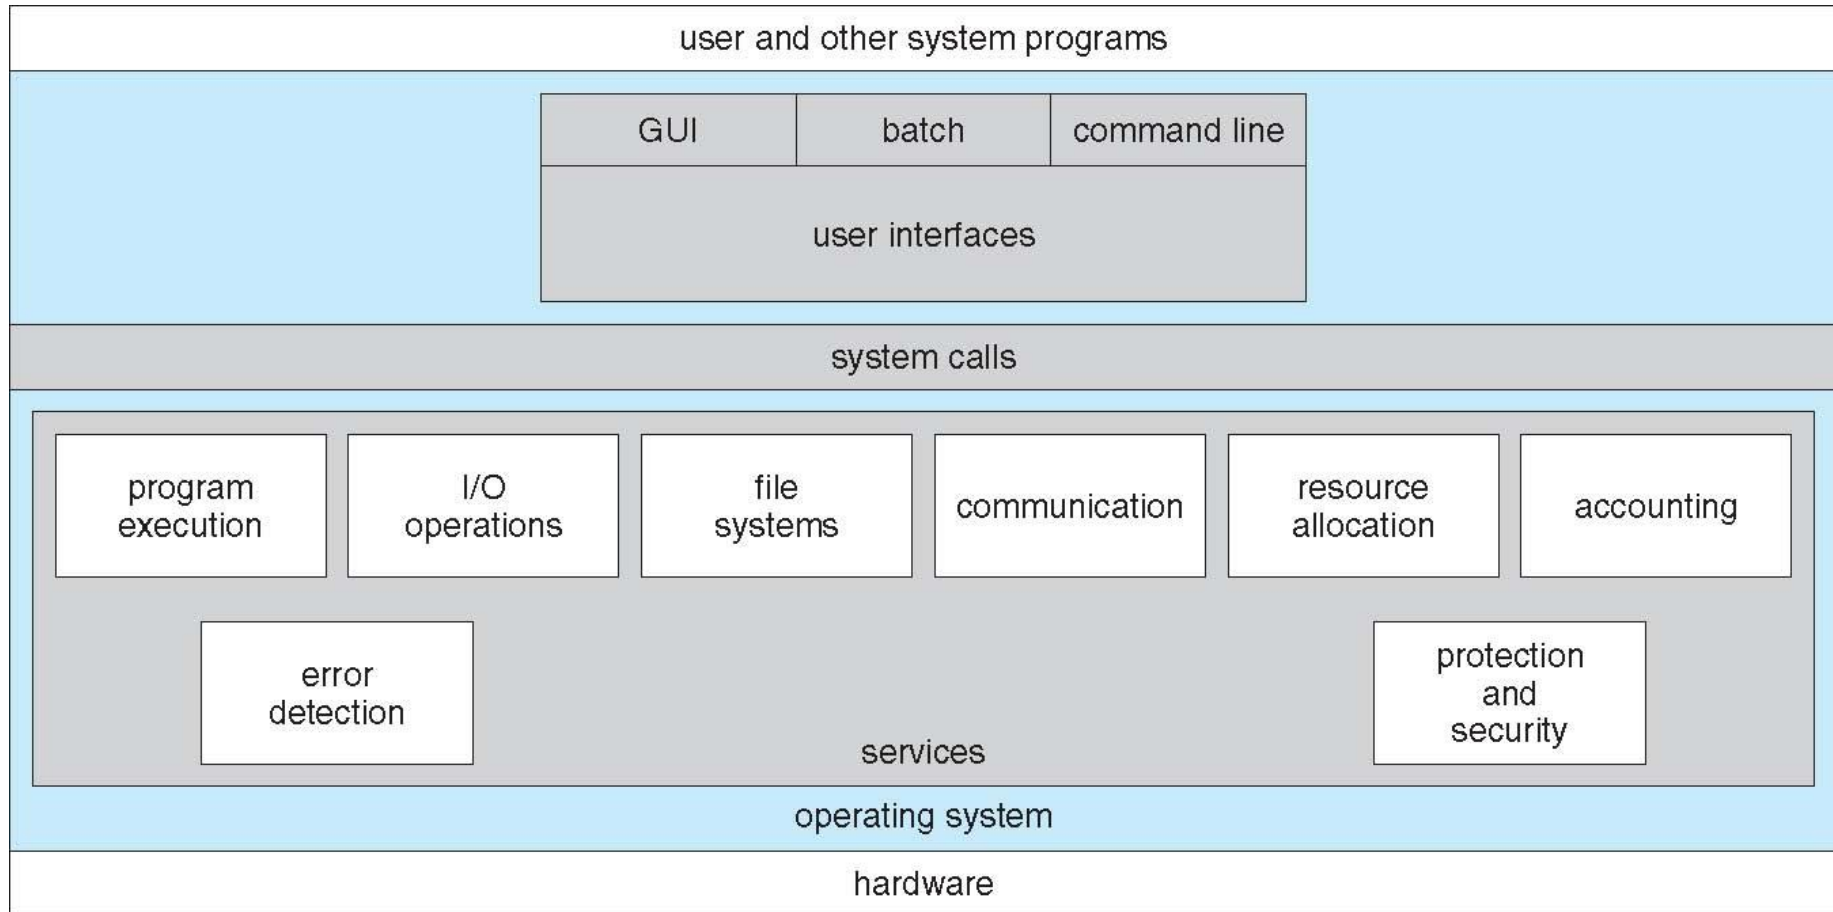 user and other system programs
GUI
batch
command line
user interfaces
system calls
program
execution
I/O
operations
file
systems
communication
resource
allocation
accounting
error
detection
protection
and
security
services
operating system
hardware